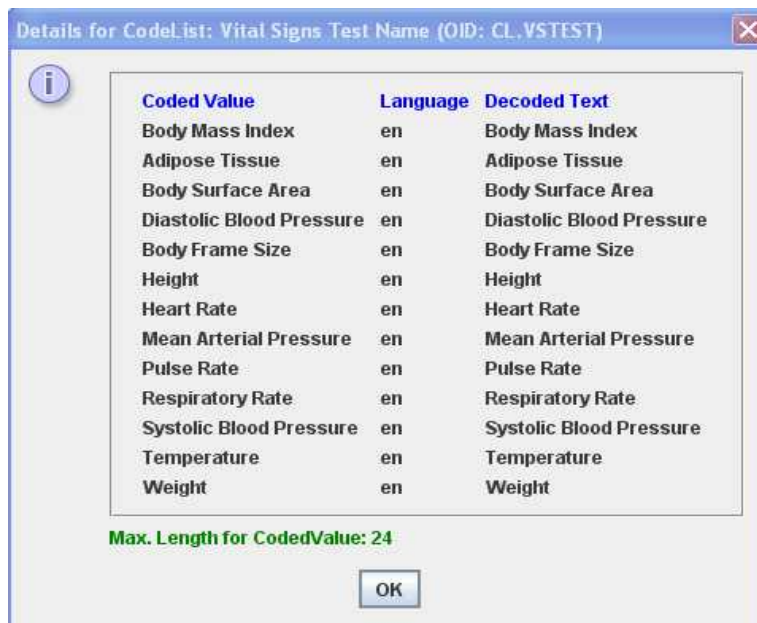 Details for CodeList: Vital Signs Test Name (OID: CL.VSTEST)
Coded Value Language Decoded Text
Body Mass Index en Body Mass Index
Adipose Tissue en Adipose Tissue
Body Surface Area en Body Surface Area
Diastolic Blood Pressure en Diastolic Blood Pressure
Body Frame Size en Body Frame Size
Height en Height
Heart Rate en Heart Rate
Mean Arterial Pressure en Mean Arterial Pressure
Pulse Rate en Pulse Rate
Respiratory Rate en Respiratory Rate
Systolic Blood Pressure en Systolic Blood Pressure
Temperature en Temperature
Weight en Weight
Max. Length for CodedValue: 24
OK